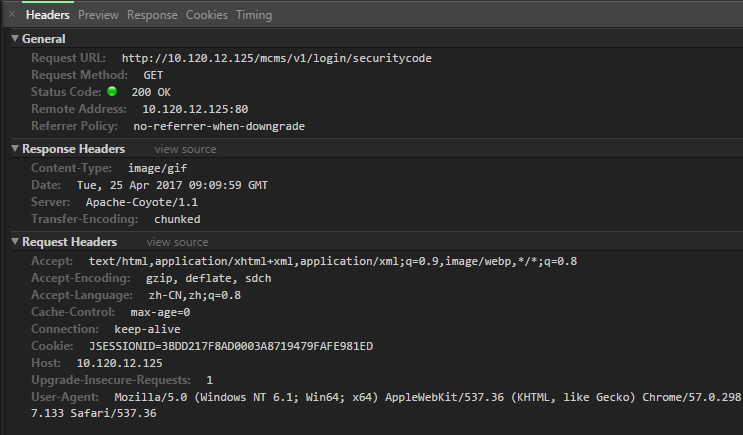 × Headers Preview Response Cookies Timing
▼ General
Request URL: http://10.120.12.125/mcms/v1/login/securitycode
Request Method: GET
Status Code: 200 OK
Remote Address: 10.120.12.125:80
Referrer Policy: no-referrer-when-downgrade
▼ Response Headers view source
Content-Type: image/gif
Date: Tue, 25 Apr 2017 09:09:59 GMT
Server: Apache-Coyote/1.1
Transfer-Encoding: chunked
▼ Request Headers view source
Accept: text/html,application/xhtml+xml,application/xml;q=0.9,image/webp,*/*;q=0.8
Accept-Encoding: gzip, deflate, sdch
Accept-Language: zh-CN,zh;q=0.8
Cache-Control: max-age=0
Connection: keep-alive
Cookie: JSESSIONID=3BDD217F8AD0003A8719479FAFE981ED
Host: 10.120.12.125
Upgrade-Insecure-Requests: 1
User-Agent: Mozilla/5.0 (Windows NT 6.1; Win64; x64) AppleWebKit/537.36 (KHTML, like Gecko) Chrome/57.0.298
7.133 Safari/537.36